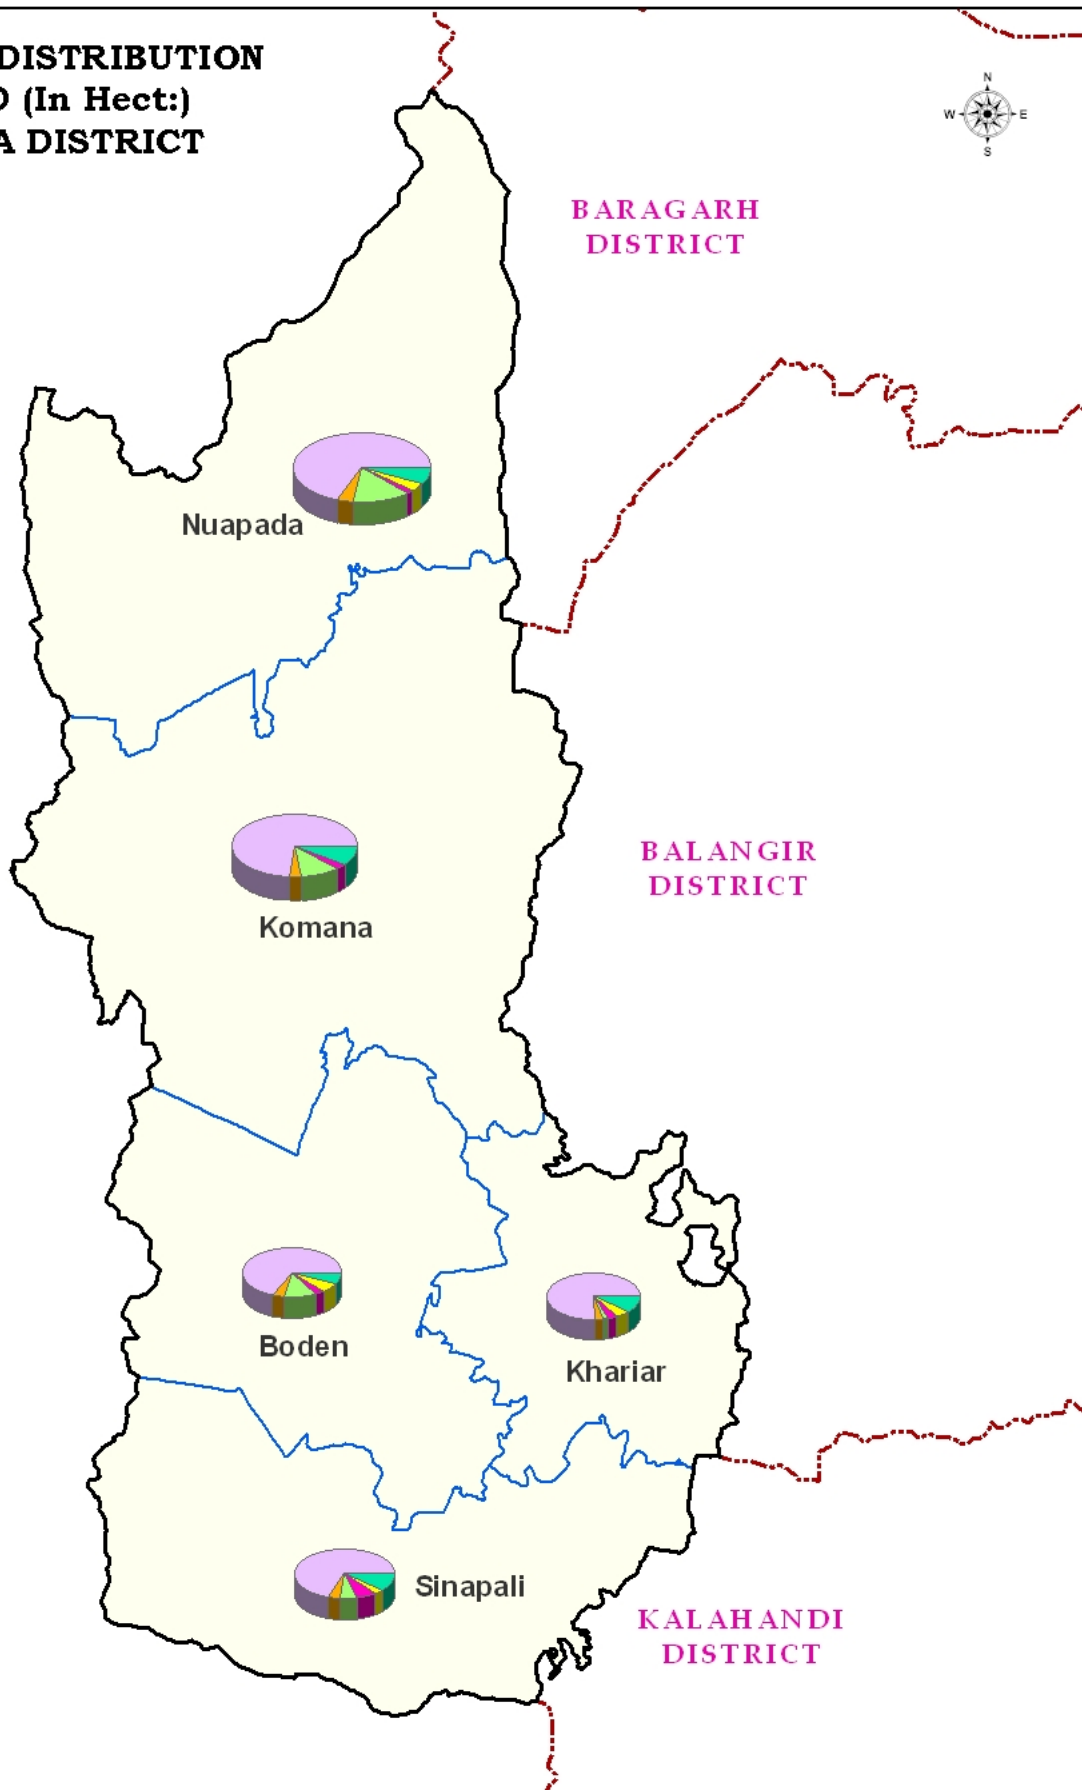 DISTRIBUTION
(In Hect:)
DISTRICT
N
W
E
S
BARAGARH
DISTRICT
Nuapada
BALANGIR
DISTRICT
Komana
Boden
Khariar
Sinapali
KALAHANDI
DISTRICT